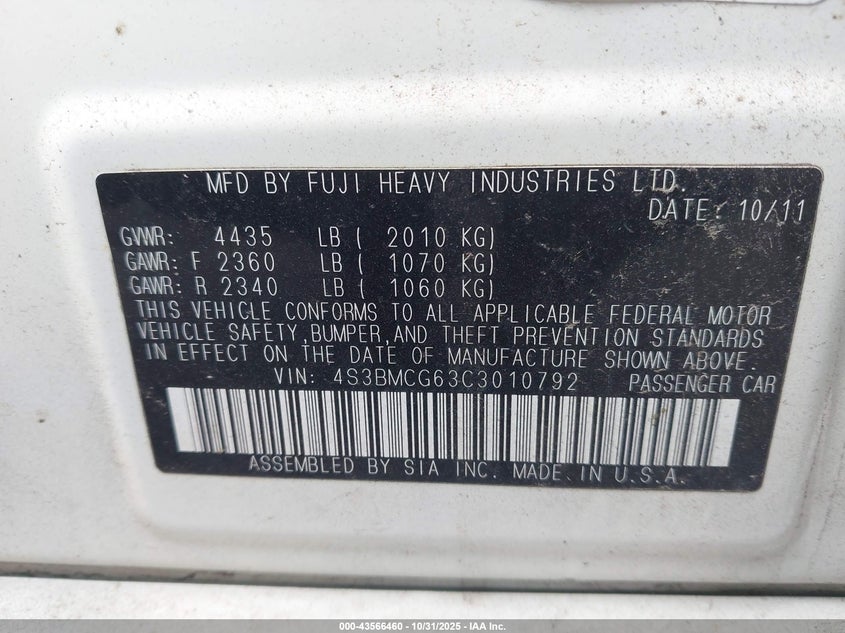 MFD BY FUJI HEAVY INDUSTRIES LTD.
DATE: 10/11
GVWR: 4435 LB ( 2010 KG)
GAWR: F 2360 LB ( 1070 KG)
GAWR: R 2340 LB ( 1060 KG)
THIS VEHICLE CONFORMS TO ALL APPLICABLE FEDERAL MOTOR
VEHICLE SAFETY,BUMPER,AND THEFT PREVENTION STANDARDS
IN EFFECT ON THE DATE OF MANUFACTURE SHOWN ABOVE.
VIN: 4S3BMCG63C3010792 PASSENGER CAR
ASSEMBLED BY SIA INC. MADE IN U.S.A.
000-43566460 - 10/31/2025 - IAA Inc.